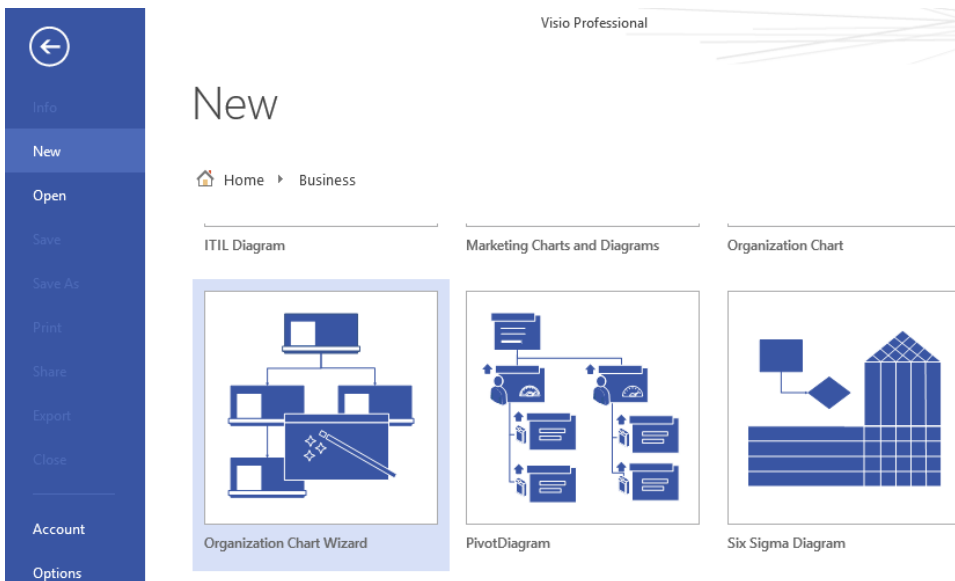 Visio Professional
Info
New
Open
Save
Save As
Print
Share
Export
Close
Account
Options
New
Home
Business
ITIL Diagram
Marketing Charts and Diagrams
Organization Chart
Organization Chart Wizard
PivotDiagram
Six Sigma Diagram